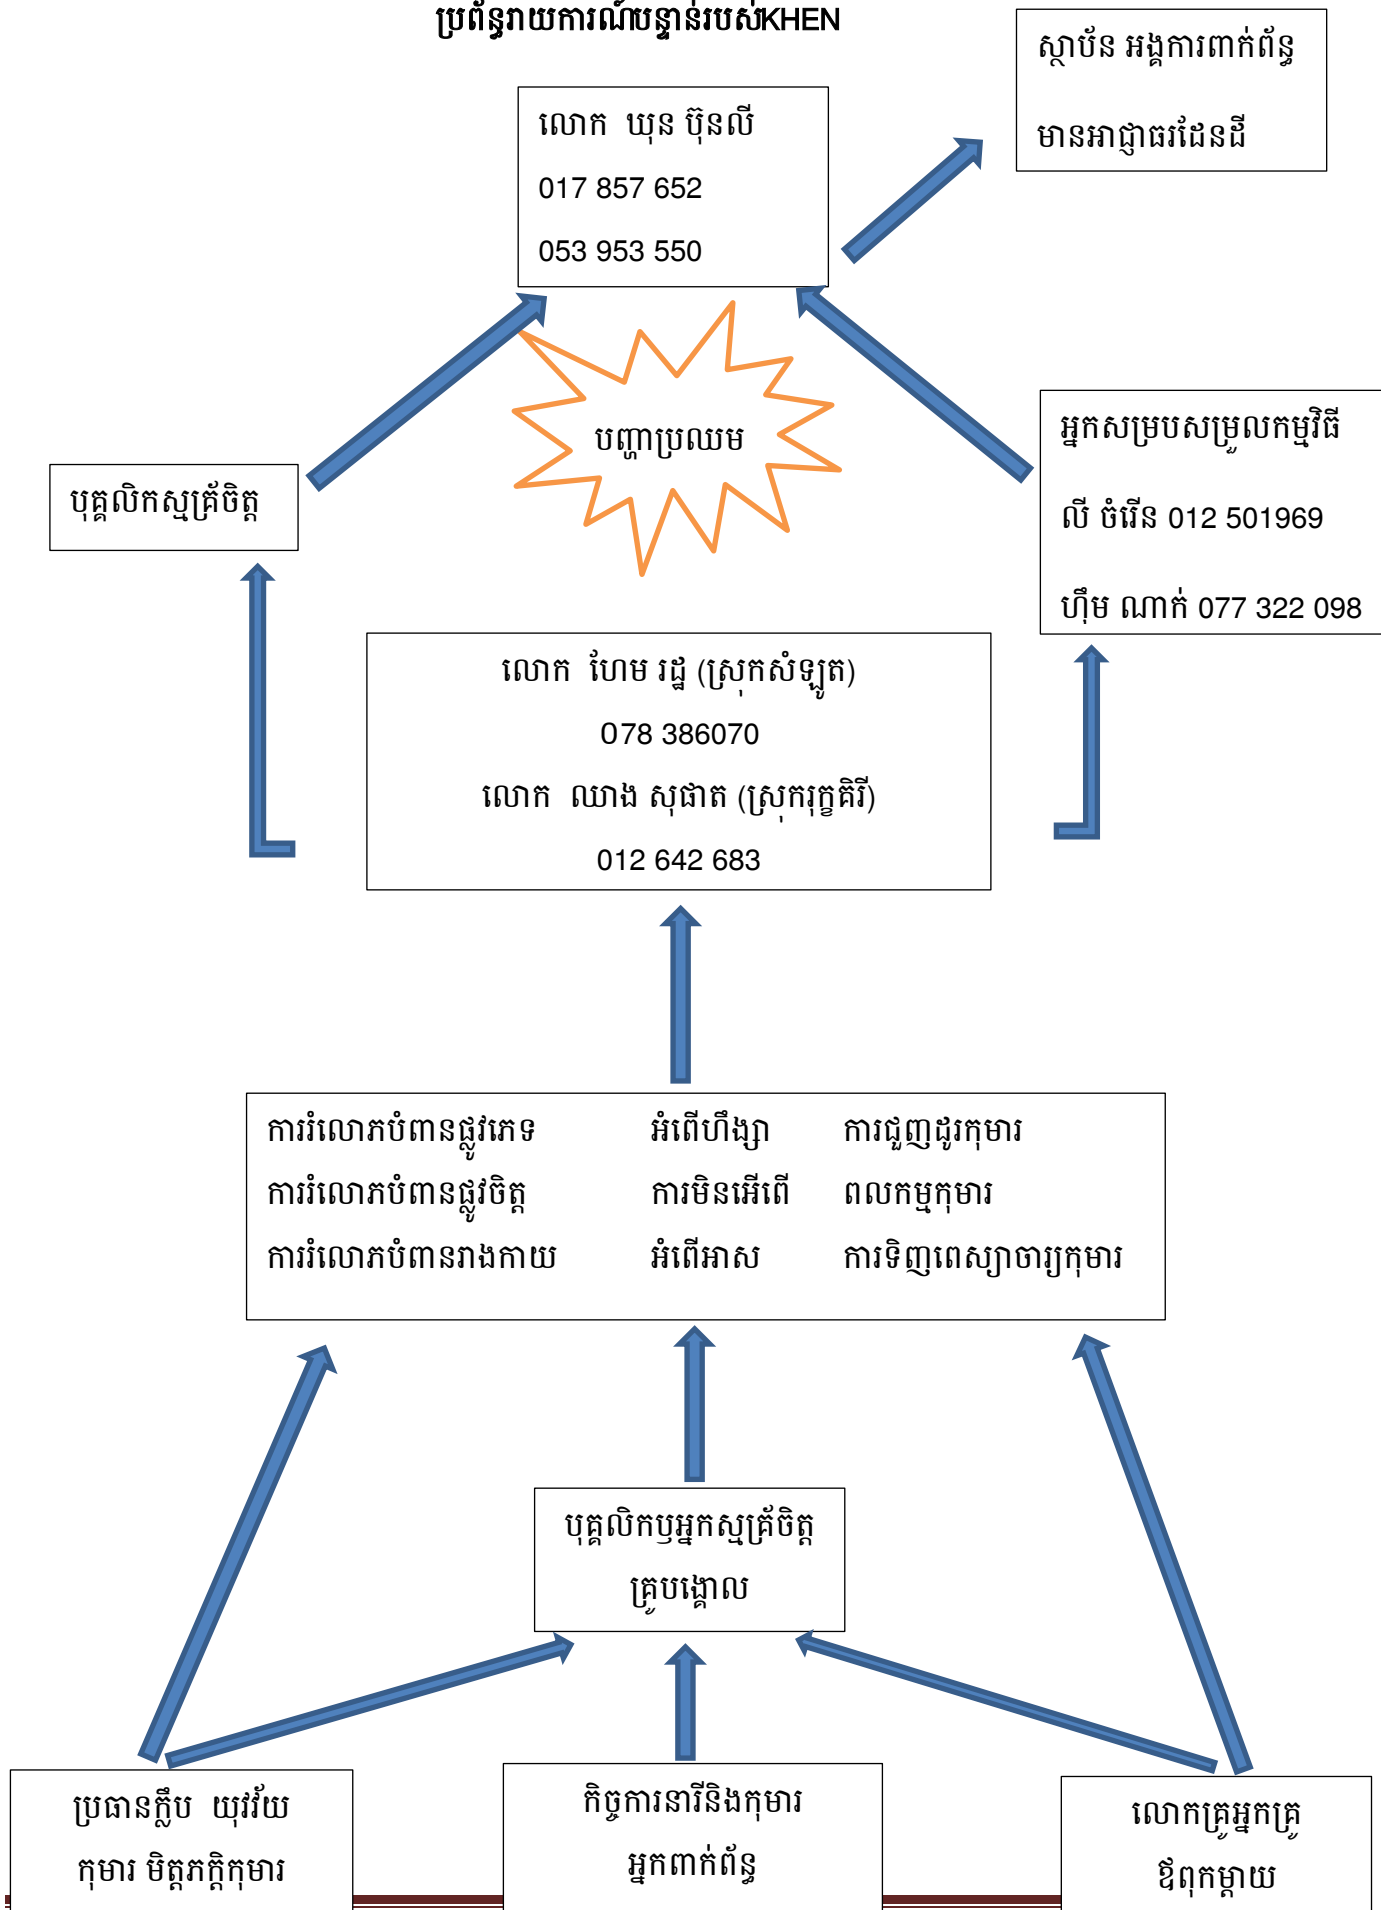 ប្រព័ន្ធរាយការណ៍បន្ទាន់របស់KHEN
ស្ថាប័ន អង្គការពាក់ព័ន្ធ
មានអាជ្ញាធរដែនដី
លោក ឃុន ប៊ុនលី
017 857 652
053 953 550
បញ្ហាប្រឈម
អ្នកសម្របសម្រួលកម្មវិធី
លី ចំរើន 012 501969
ហ៊ឹម ណាក់ 077 322 098
បុគ្គលិកស្មគ្រ័ចិត្ត
លោក ហែម រដ្ឋ (ស្រុកសំឡូត)
078 386070
លោក ឈាង សុផាត (ស្រុករុក្ខគិរី)
012 642 683
ការរំលោភបំពានផ្លូវភេទ អំពើហឹង្សា ការជួញដូរកុមារ
ការរំលោភបំពានផ្លូវចិត្ត ការមិនអើពើ ពលកម្មកុមារ
ការរំលោភបំពានរាងកាយ អំពើអាស ការទិញពេស្យាចារ្យកុមារ
បុគ្គលិកឫអ្នកស្មគ្រ័ចិត្ត
គ្រូបង្គោល
ប្រធានក្លឹប យុវវ័យ
កុមារ មិត្តភក្តិកុមារ
កិច្ចការនារីនិងកុមារ
អ្នកពាក់ព័ន្ធ
លោកគ្រូអ្នកគ្រូ
ឪពុកម្តាយ